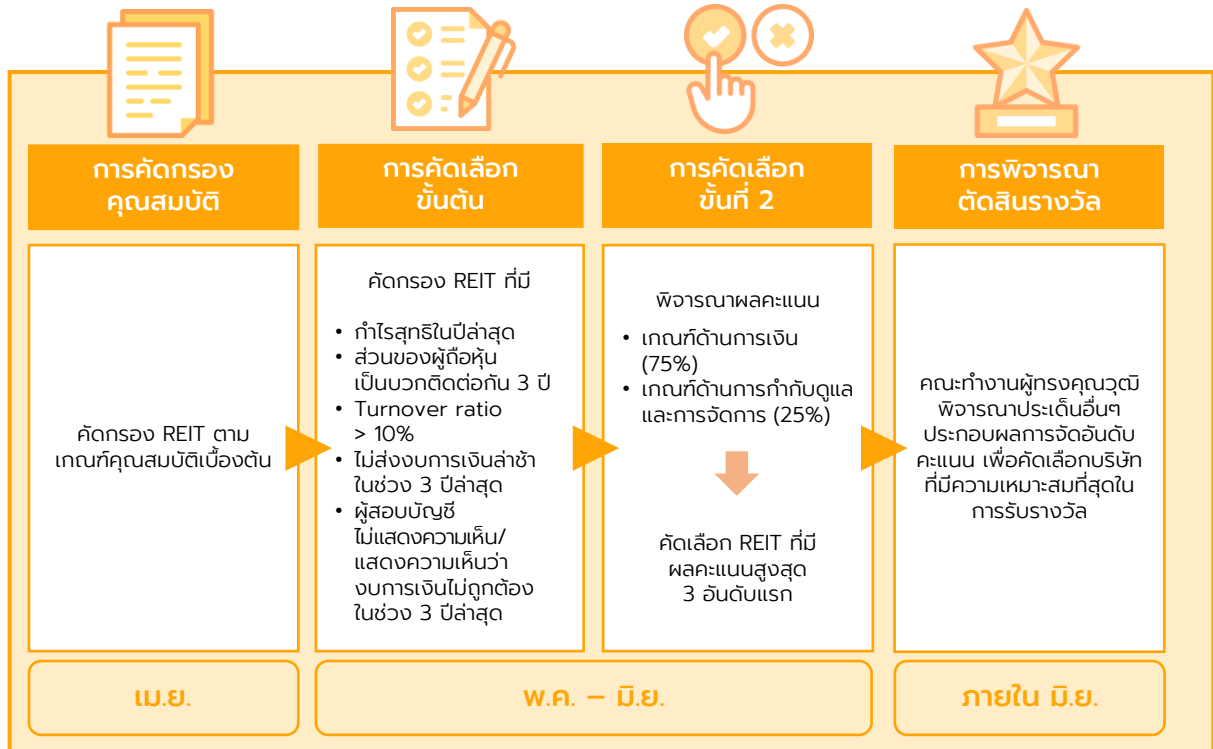 การคัดกรอง
คุณสมบัติ
การคัดเลือก
ขั้นต้น
การคัดเลือก
ขั้นที่ 2
การพิจารณา
ตัดสินรางวัล
คัดกรอง REIT ตาม
เกณฑ์คุณสมบัติเบื้องต้น
คัดกรอง REIT ที่มี
• กำไรสุทธิในปีล่าสุด
• ส่วนของผู้ถือหุ้น
เป็นบวกติดต่อกัน 3 ปี
• Turnover ratio
> 10%
• ไม่ส่งงบการเงินล่าช้า
ในช่วง 3 ปีล่าสุด
• ผู้สอบบัญชี
ไม่แสดงความเห็น/
แสดงความเห็นว่า
งบการเงินไม่ถูกต้อง
ในช่วง 3 ปีล่าสุด
พิจารณาผลคะแนน
• เกณฑ์ด้านการเงิน
(75%)
• เกณฑ์ด้านการกำกับดูแล
และการจัดการ (25%)
คัดเลือก REIT ที่มี
ผลคะแนนสูงสุด
3 อันดับแรก
คณะทำงานผู้ทรงคุณวุฒิ
พิจารณาประเด็นอื่นๆ
ประกอบผลการจัดอันดับ
คะแนน เพื่อคัดเลือกบริษัท
ที่มีความเหมาะสมที่สุดใน
การรับรางวัล
เม.ย.
พ.ค. – มิ.ย.
ภายใน มิ.ย.